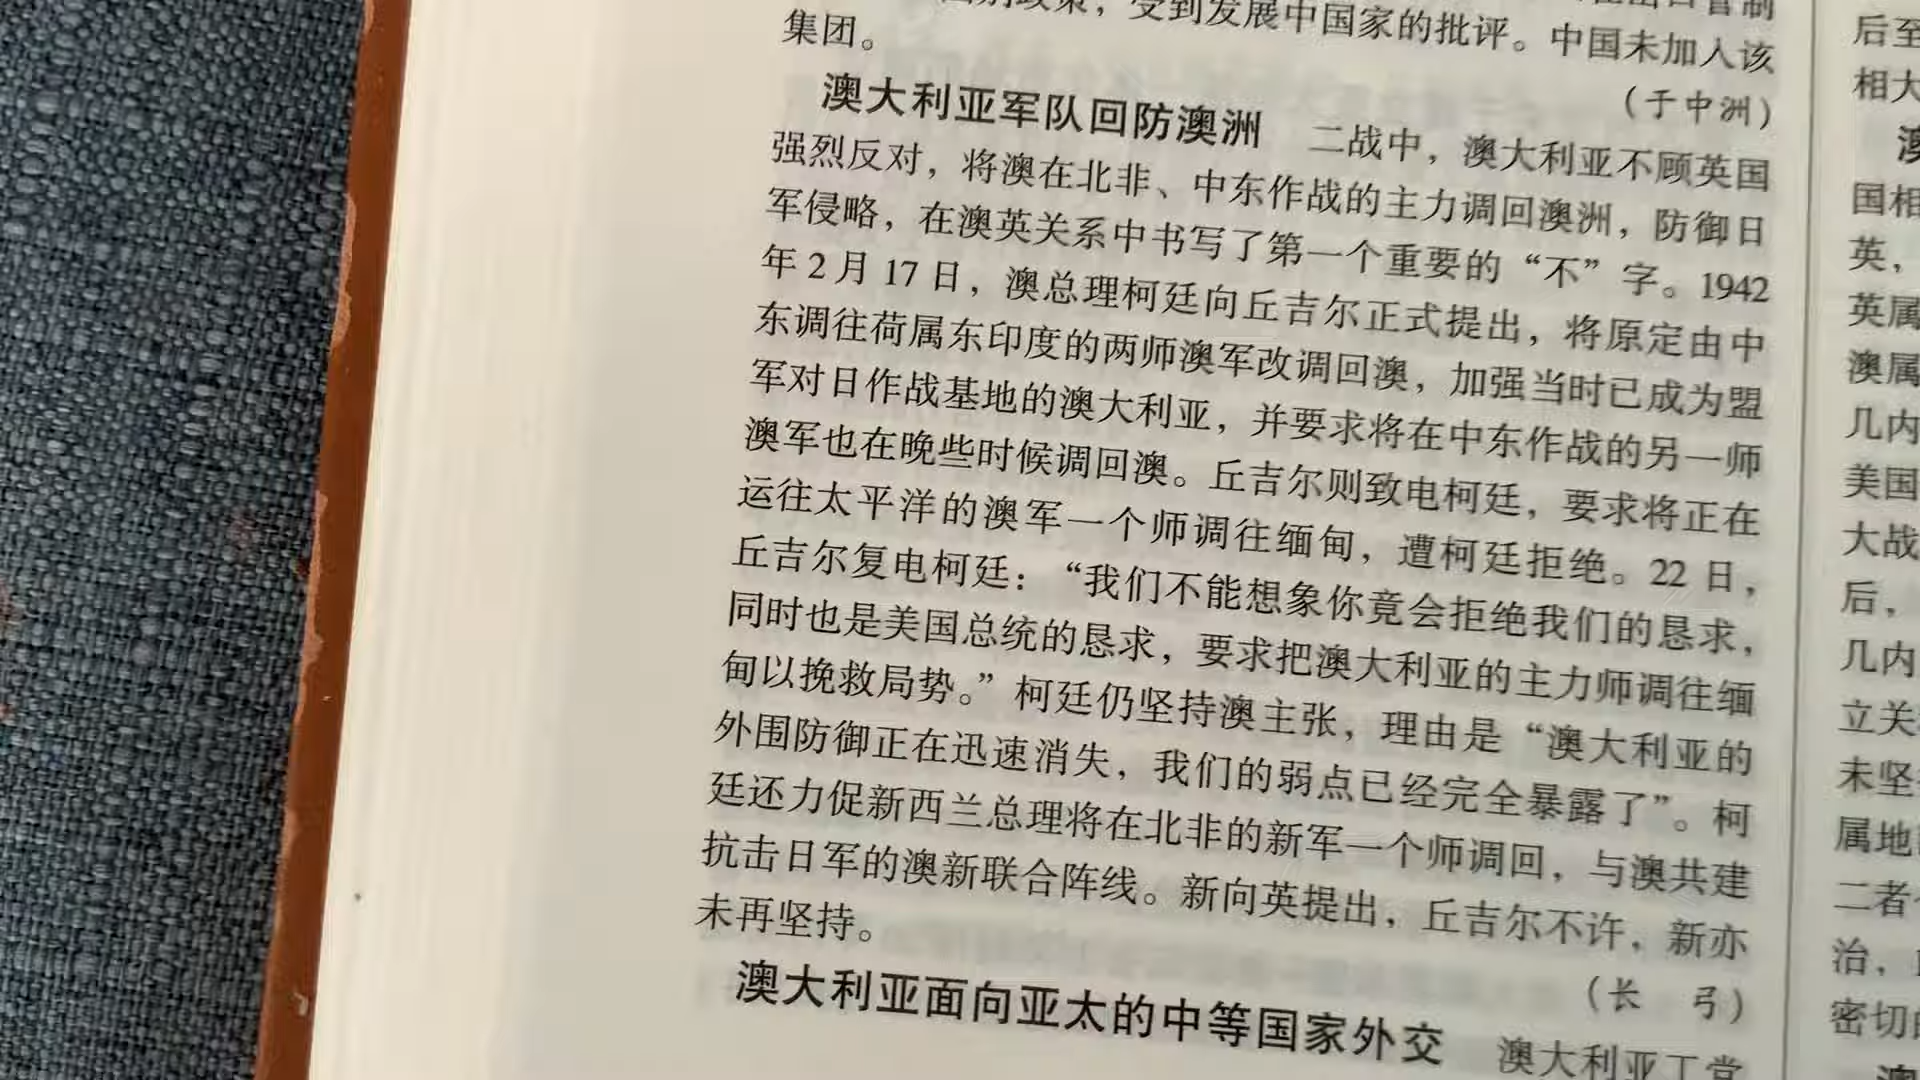 受到发展中国家的批评。中国未加入该
集团。
(于中洲)
澳大利亚军队回防澳洲 二战中，澳大利亚不顾英国
强烈反对，将澳在北非、中东作战的主力调回澳洲，防御日
军侵略，在澳英关系中书写了第一个重要的“不”字。1942
年2月17日，澳总理柯廷向丘吉尔正式提出，将原定由中
东调往荷属东印度的两师澳军改调回澳，加强当时已成为盟
军对日作战基地的澳大利亚，并要求将在中东作战的另一师
澳军也在晚些时候调回澳。丘吉尔则致电柯廷，要求将正在
运往太平洋的澳军一个师调往缅甸，遭柯廷拒绝。22日，
丘吉尔复电柯廷：“我们不能想象你竟会拒绝我们的恳求，
同时也是美国总统的恳求，要求把澳大利亚的主力师调往缅
甸以挽救局势。”柯廷仍坚持澳主张，理由是“澳大利亚的
外围防御正在迅速消失，我们的弱点已经完全暴露了”。柯
廷还力促新西兰总理将在北非的新军一个师调回，与澳共建
抗击日军的澳新联合阵线。新向英提出，丘吉尔不许，新亦
未再坚持。
(长 弓)
澳大利亚面向亚太的中等国家外交 澳大利亚工党
后至
相大
国相
英，
英属
澳属
几内
美国
大战
后，
几内
立关
未坚
属地
二者
治，
密切